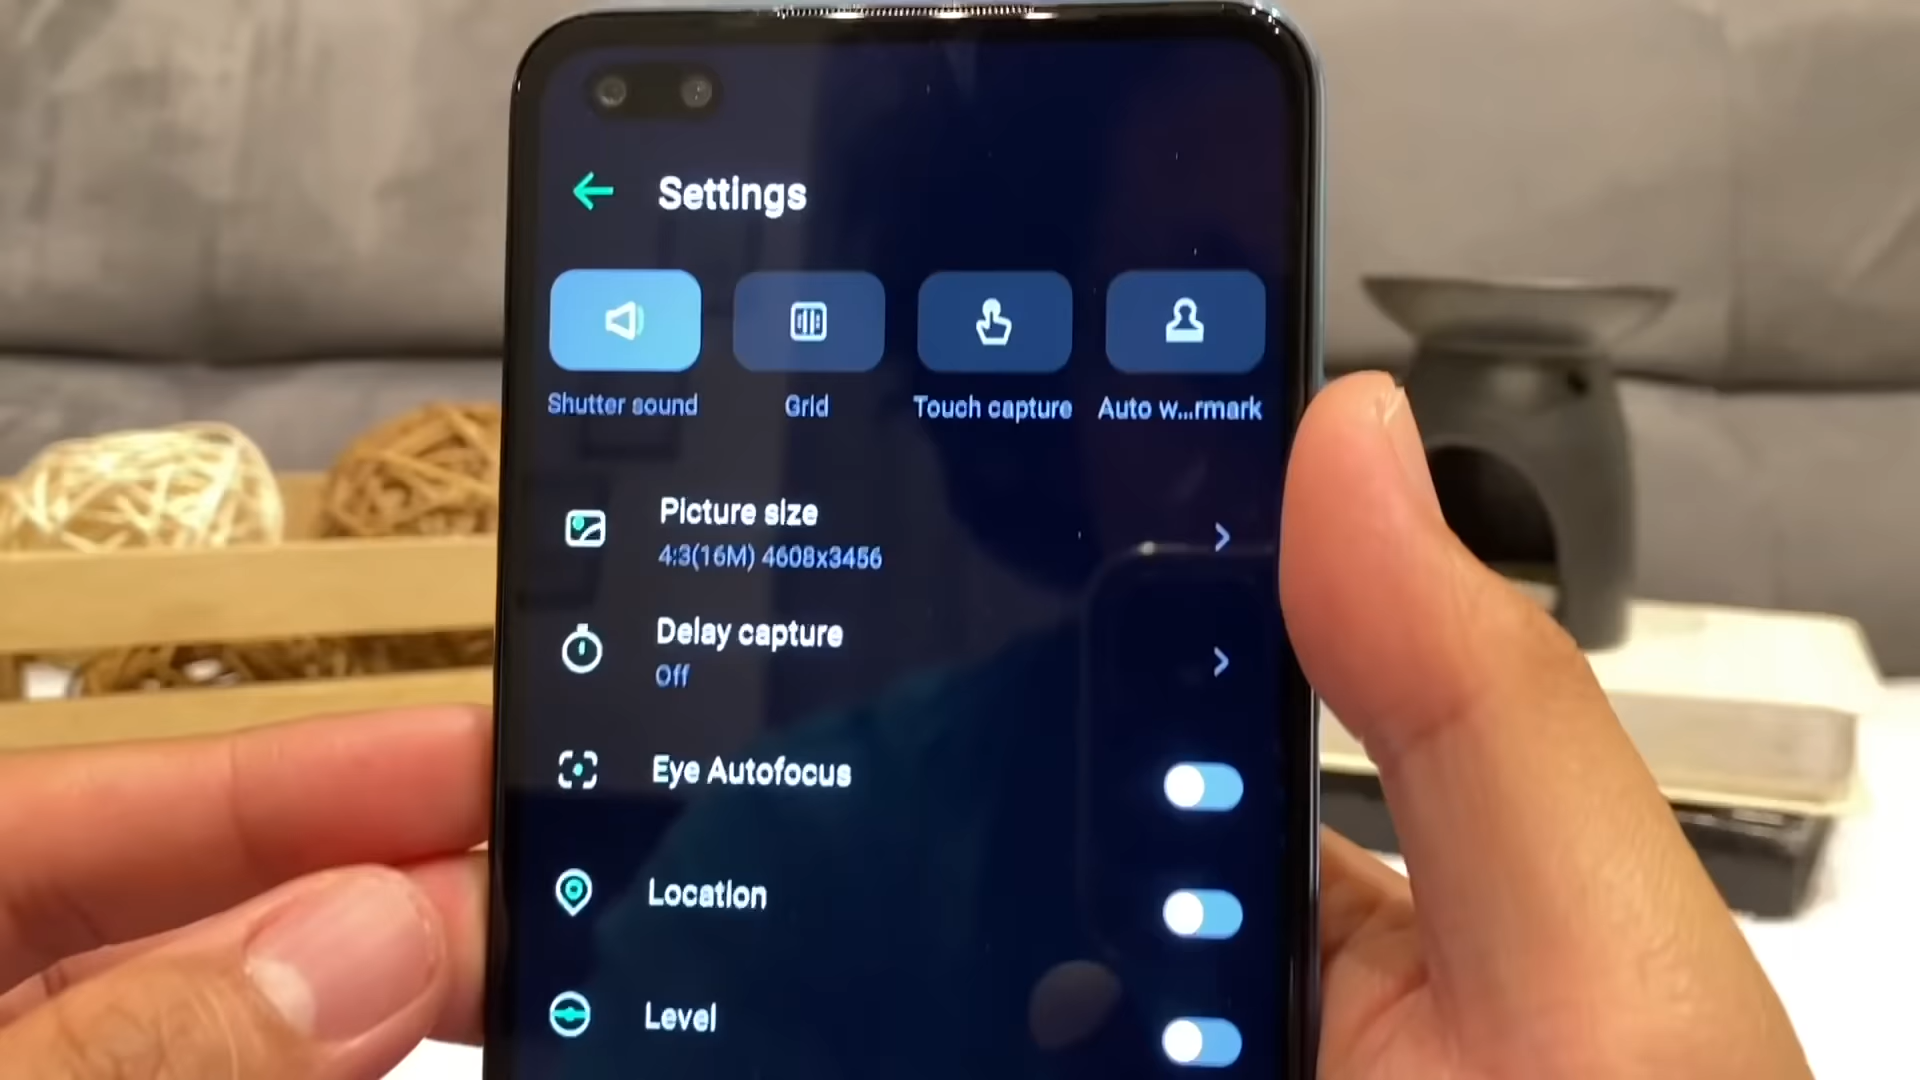 Settings
Shutter sound
Grid
Touch capture
Auto w...rmark
Picture size
4:3(16M) 4608x3456
Delay capture
Off
Eye Autofocus
Location
Level